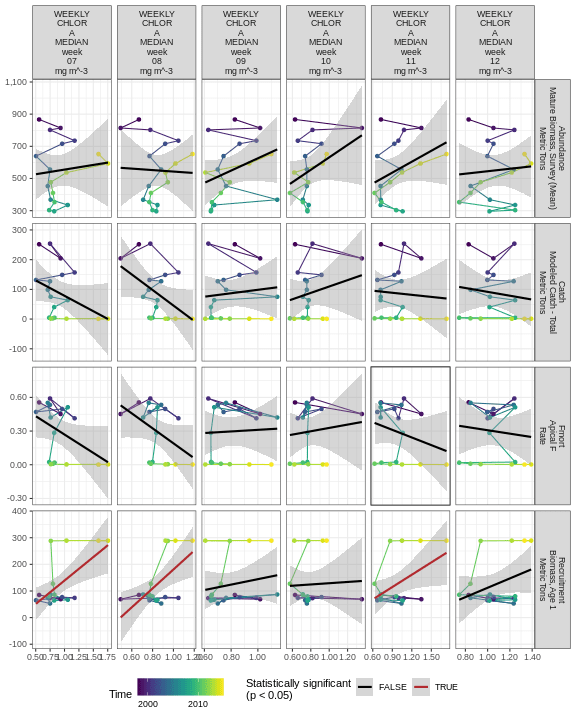 WEEKLY
CHLOR
A
MEDIAN
week
07
mg m^-3
WEEKLY
CHLOR
A
MEDIAN
week
08
mg m^-3
WEEKLY
CHLOR
A
MEDIAN
week
09
mg m^-3
WEEKLY
CHLOR
A
MEDIAN
week
10
mg m^-3
WEEKLY
CHLOR
A
MEDIAN
week
11
mg m^-3
WEEKLY
CHLOR
A
MEDIAN
week
12
mg m^-3
1,100
900
700
500
300
Abundance
Mature Biomass, Survey (Mean)
Metric Tons
300
200
100
0
-100
Catch
Modeled Catch - Total
Metric Tons
0.60
0.30
0.00
-0.30
Fmort
Apical F
Rate
400
300
200
100
0
-100
Recruitment
Biomass, Age 1
Metric Tons
0.50 0.75 1.00 1.25 1.50 1.75
0.60 0.80 1.00 1.20
0.60 0.80 1.00
0.60 0.80 1.00 1.20
0.60 0.90 1.20 1.50
0.80 1.00 1.20 1.40
Time
2000 2010
Statistically significant
(p < 0.05)
FALSE
TRUE